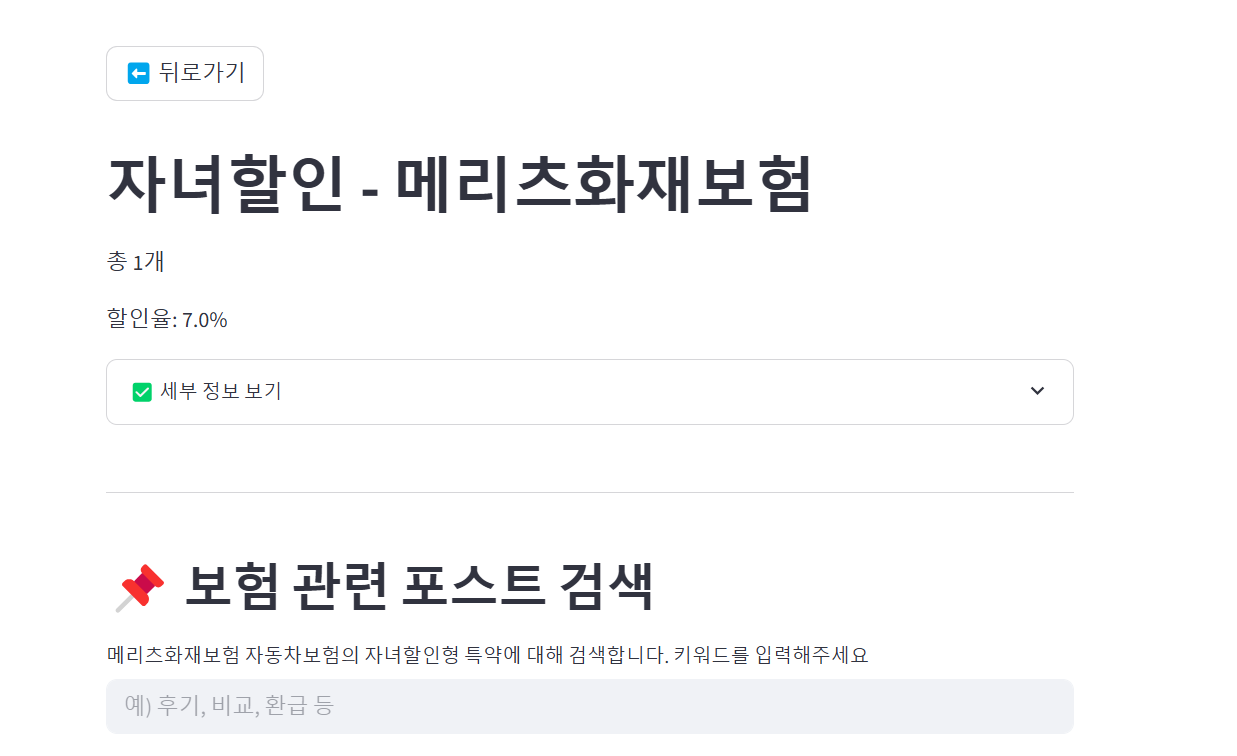 뒤로가기
자녀할인 - 메리츠화재보험
총 1개
할인율: 7.0%
세부 정보 보기
보험 관련 포스트 검색
메리츠화재보험 자동차보험의 자녀할인형 특약에 대해 검색합니다. 키워드를 입력해주세요
예) 후기, 비교, 환급 등